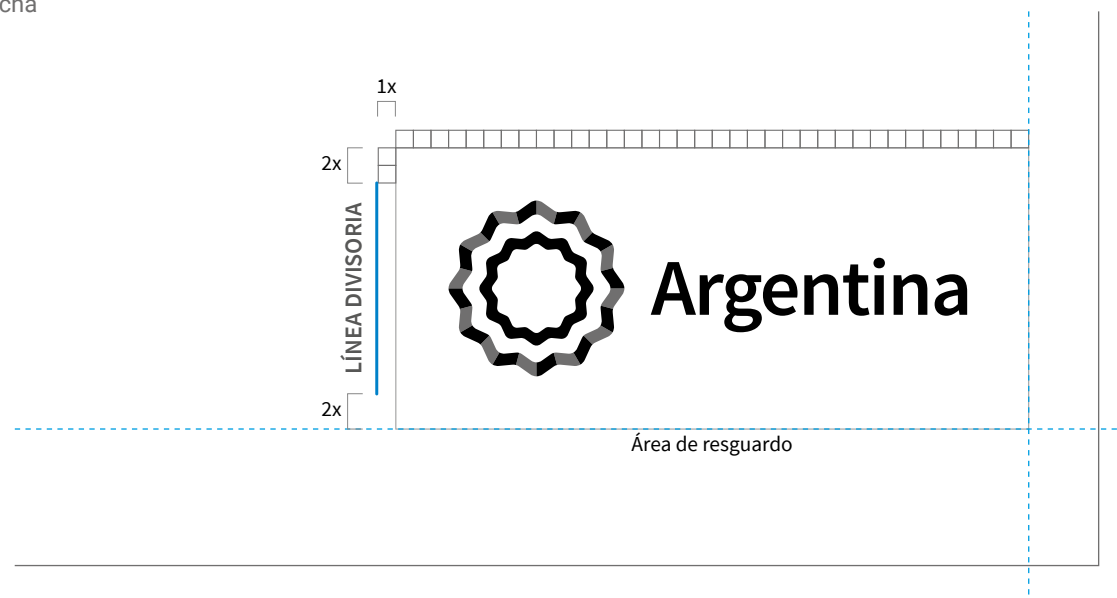 cha
1x
2x
LÍNEA DIVISORIA
Argentina
2x
Área de resguardo